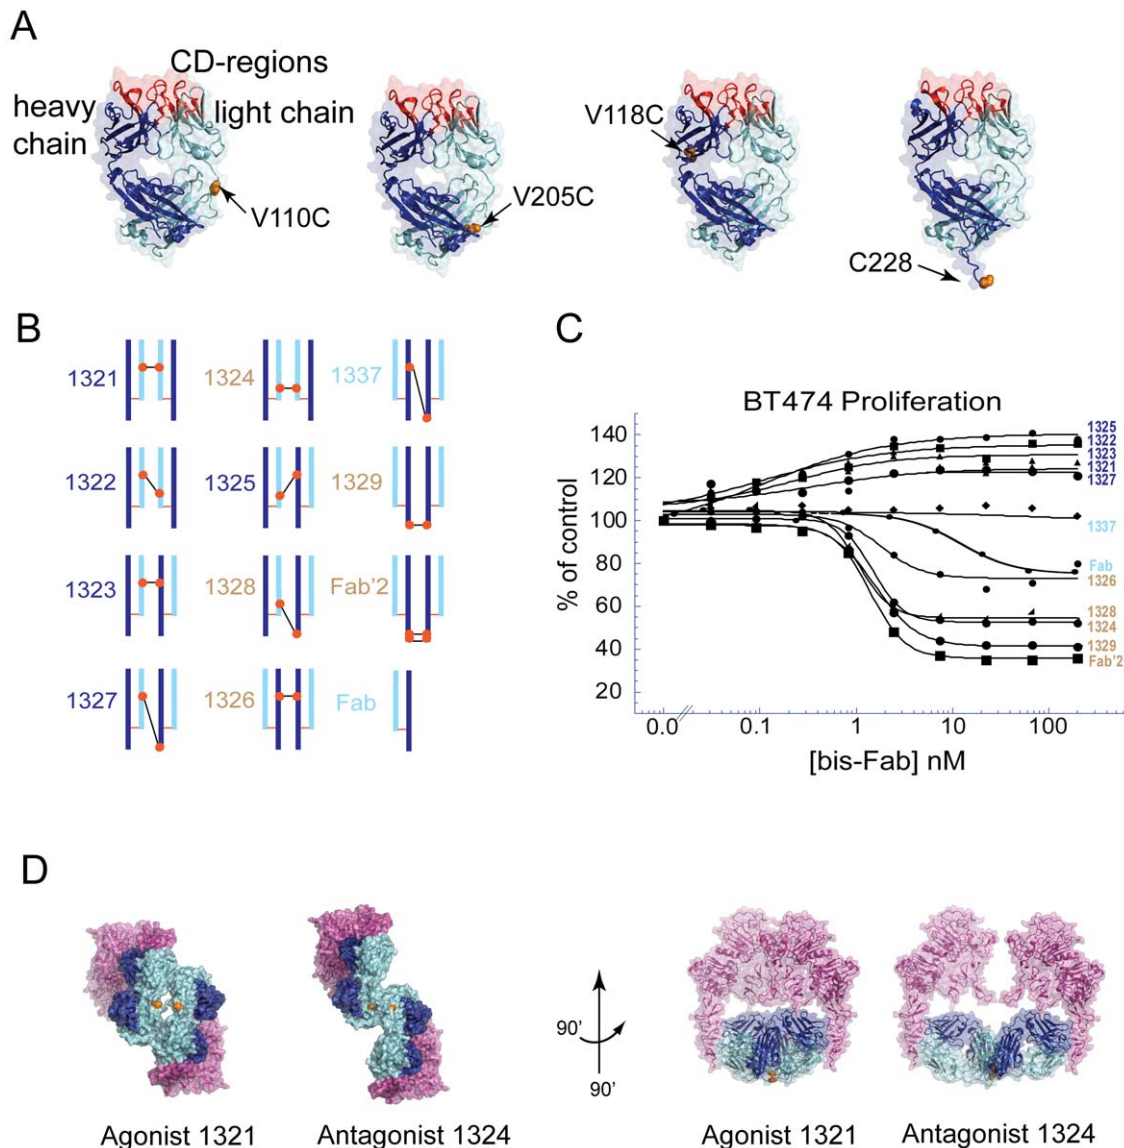 A
CD-regions
heavy chain
light chain
V110C
V205C
V118C
C228
B
1321
1324
1337
1322
1325
1329
1323
1328
Fab'2
1327
1326
Fab
C
BT474 Proliferation
% of control
140
120
100
80
60
40
20
0.0
0.1
1
10
100
[bis-Fab] nM
1325
1322
1323
1321
1327
1337
Fab
1326
1328
1324
1329
Fab'2
D
90'
90'
Agonist 1321
Antagonist 1324
Agonist 1321
Antagonist 1324